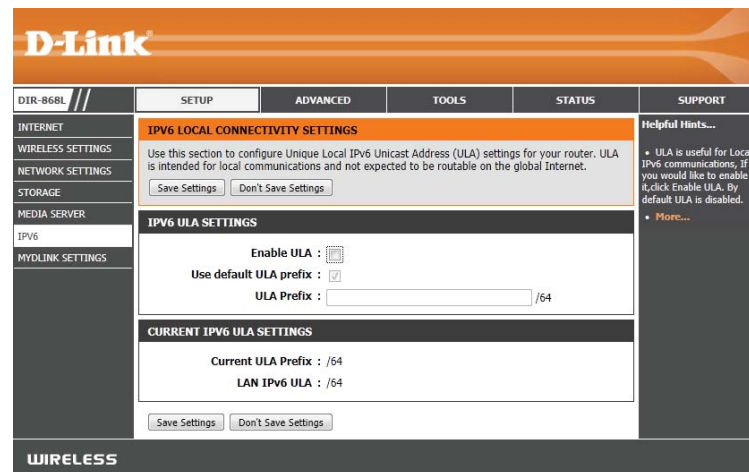 D-Link
DIR-868L
SETUP
ADVANCED
TOOLS
STATUS
SUPPORT
INTERNET
WIRELESS SETTINGS
NETWORK SETTINGS
STORAGE
MEDIA SERVER
IPV6
MYDLINK SETTINGS
IPV6 LOCAL CONNECTIVITY SETTINGS
Use this section to configure Unique Local IPv6 Unicast Address (ULA) settings for your router. ULA
is intended for local communications and not expected to be routable on the global Internet.
Save Settings Don't Save Settings
IPV6 ULA SETTINGS
Enable ULA :
Use default ULA prefix :
ULA Prefix : /64
CURRENT IPV6 ULA SETTINGS
Current ULA Prefix : /64
LAN IPv6 ULA : /64
Save Settings Don't Save Settings
Helpful Hints...
• ULA is useful for Loca
IPv6 communications, If
you would like to enable
it,click Enable ULA. By
default ULA is disabled.
• More...
WIRELESS